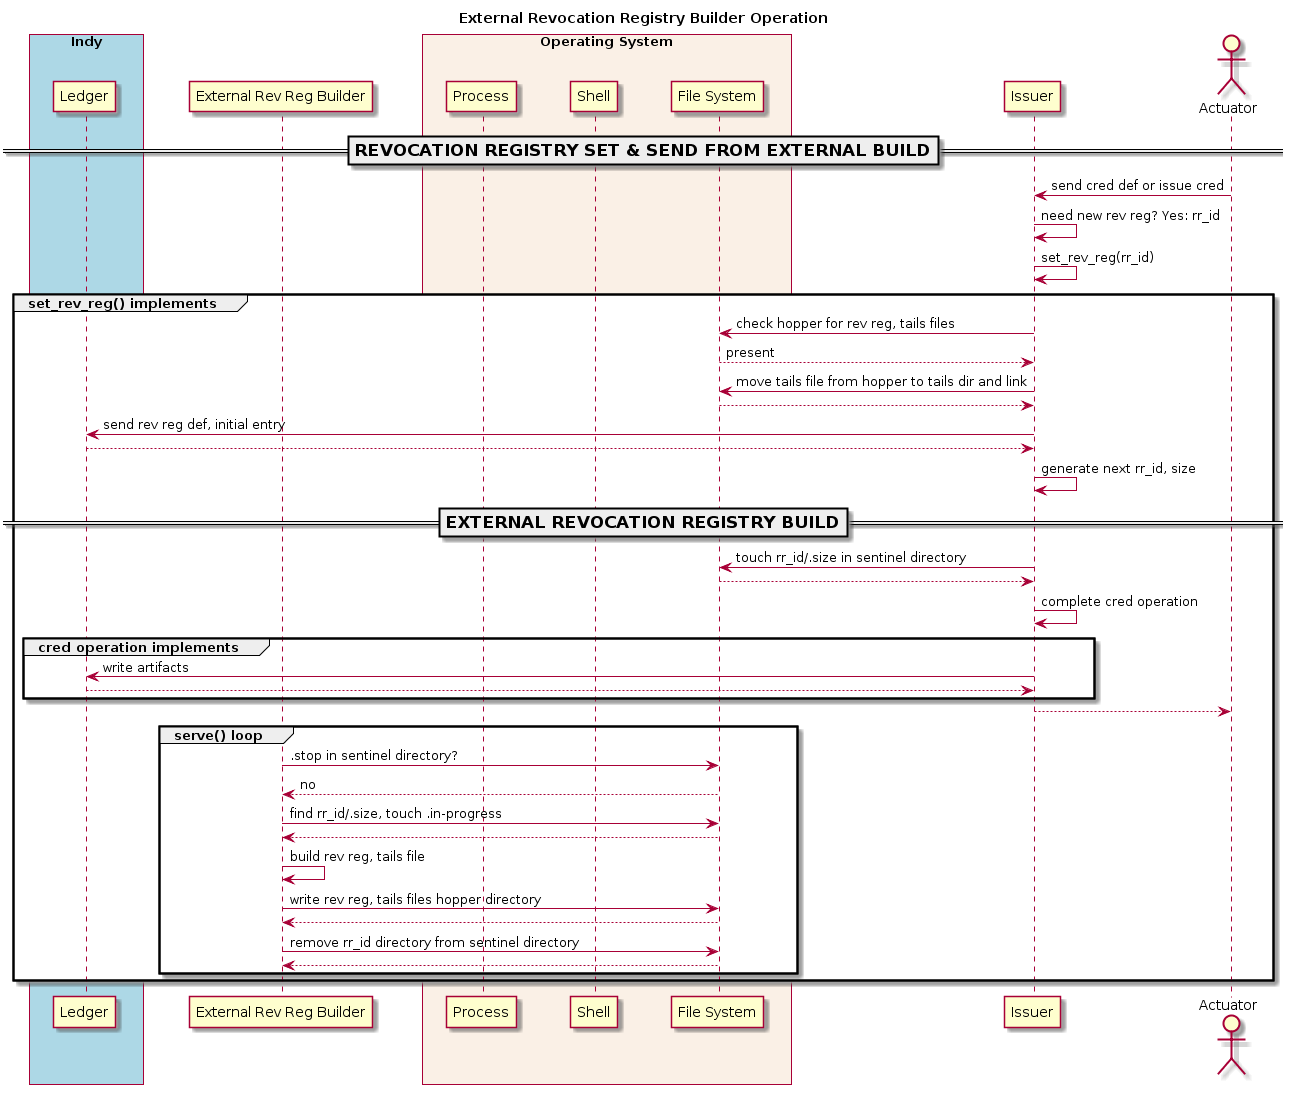 External Revocation Registry Builder Operation
Indy
Operating System
Ledger
External Rev Reg Builder
Process
Shell
File System
Issuer
Actuator
REVOCATION REGISTRY SET & SEND FROM EXTERNAL BUILD
send cred def or issue cred
need new rev reg? Yes: rr_id
set_rev_reg(rr_id)
set_rev_reg() implements
check hopper for rev reg, tails files
present
move tails file from hopper to tails dir and link
send rev reg def, initial entry
generate next rr_id, size
EXTERNAL REVOCATION REGISTRY BUILD
touch rr_id/.size in sentinel directory
complete cred operation
cred operation implements
write artifacts
serve() loop
.stop in sentinel directory?
no
find rr_id/.size, touch .in-progress
build rev reg, tails file
write rev reg, tails files hopper directory
remove rr_id directory from sentinel directory
Ledger
External Rev Reg Builder
Process
Shell
File System
Issuer
Actuator